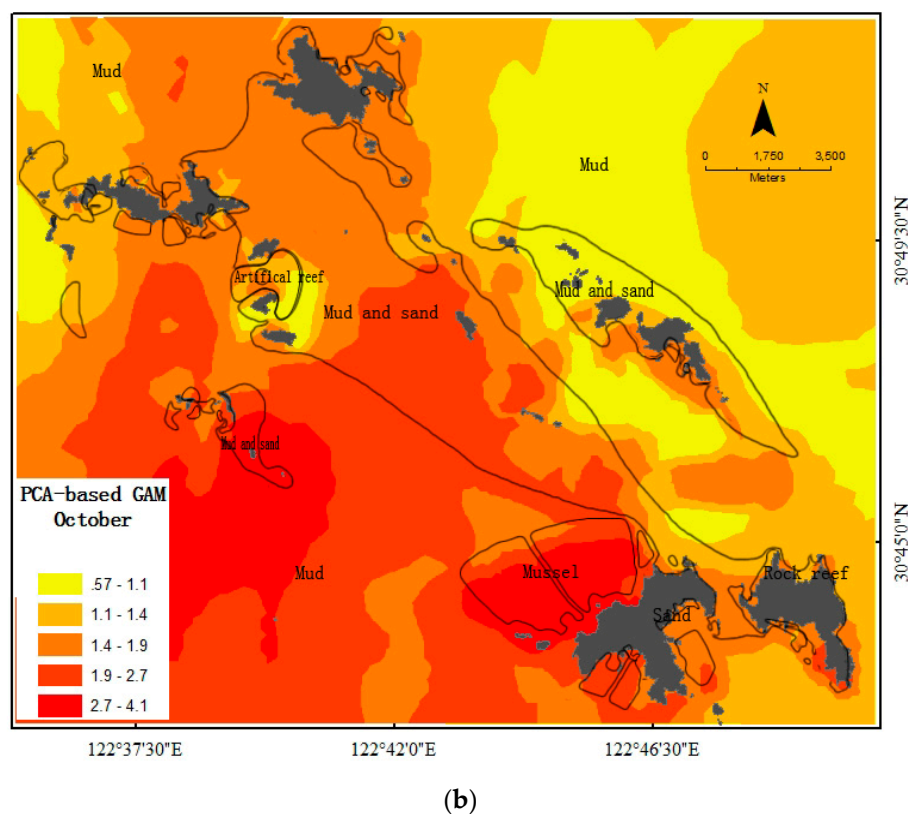 Mud
N
0 1,750 3,500
Meters
Mud
30°49'30"N
Artifical reef
Mud and sand
Mud and sand
Mud and sand
PCA-based GAM
October
.57 - 1.1
1.1 - 1.4
1.4 - 1.9
1.9 - 2.7
2.7 - 4.1
30°45'0"N
Mud
Mussel
Rock reef
Sand
122°37'30"E 122°42'0"E 122°46'30"E
(b)